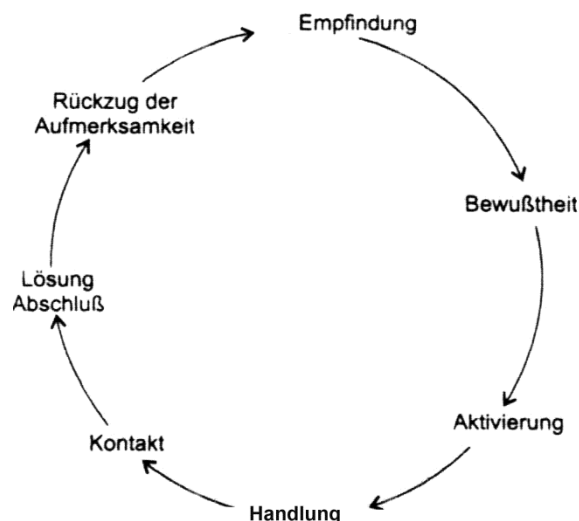 Empfindung
Bewußtheit
Aktivierung
Handlung
Kontakt
Lösung
Abschluß
Rückzug der
Aufmerksamkeit